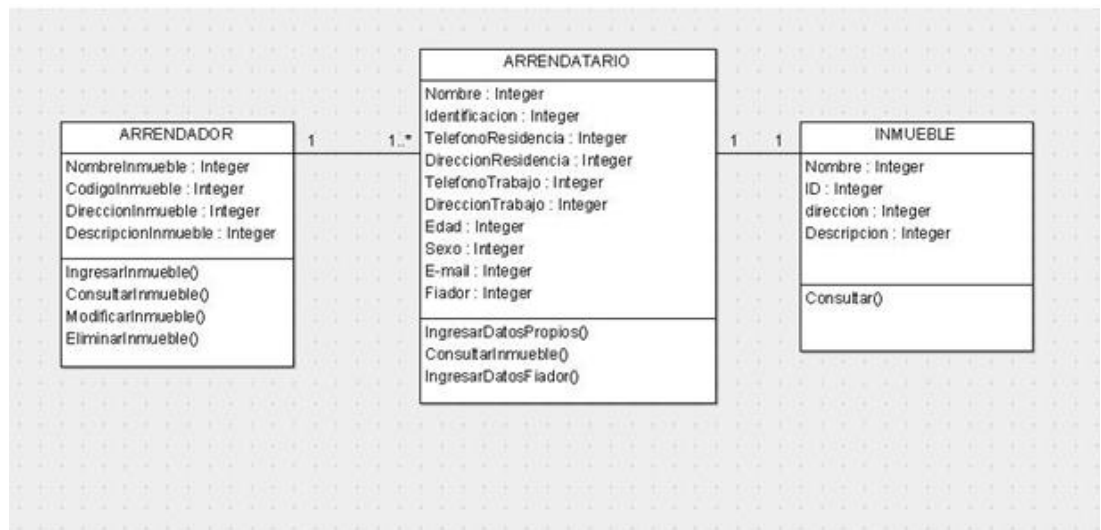 ARRENDADOR
NombreInmueble : Integer
CodigoInmueble : Integer
DireccionInmueble : Integer
DescripcionInmueble : Integer
IngresarInmueble()
ConsultarInmueble()
ModificarInmueble()
EliminarInmueble()
1
1..*
ARRENDATARIO
Nombre : Integer
Identificacion : Integer
TelefonoResidencia : Integer
DireccionResidencia : Integer
TelefonoTrabajo : Integer
DireccionTrabajo : Integer
Edad : Integer
Sexo : Integer
E-mail : Integer
Fiador : Integer
IngresarDatosPropios()
ConsultarInmueble()
IngresarDatosFiador()
1
1
INMUEBLE
Nombre : Integer
ID : Integer
direccion : Integer
Descripcion : Integer
Consultar()